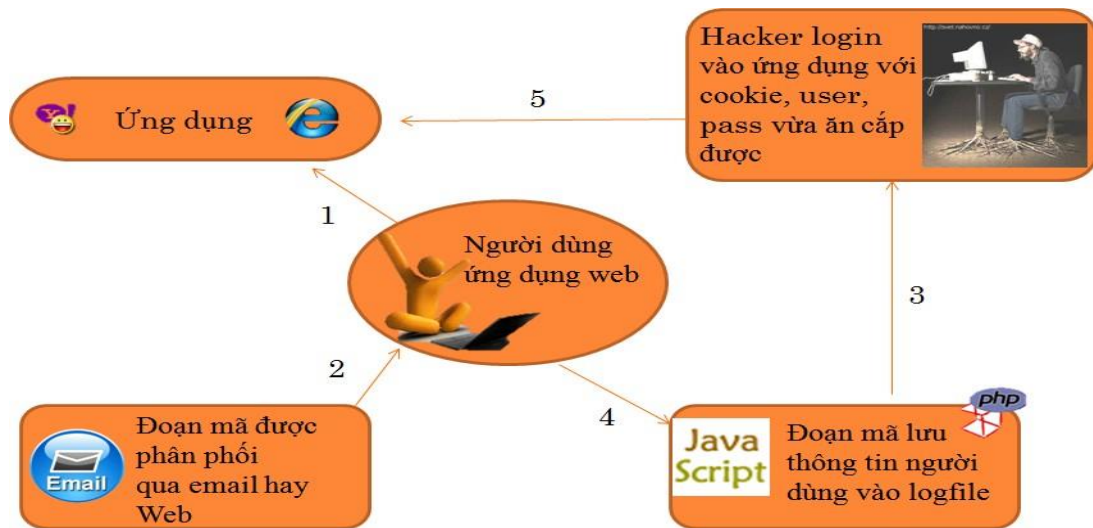 Hacker login
vào ứng dụng với
cookie, user,
pass vừa ăn cắp
được
5
Ứng dụng
1
Người dùng
ứng dụng web
3
2
4
Đoạn mã được
phân phối
qua email hay
Web
Email
Java
Script
php
Đoạn mã lưu
thông tin người
dùng vào logfile